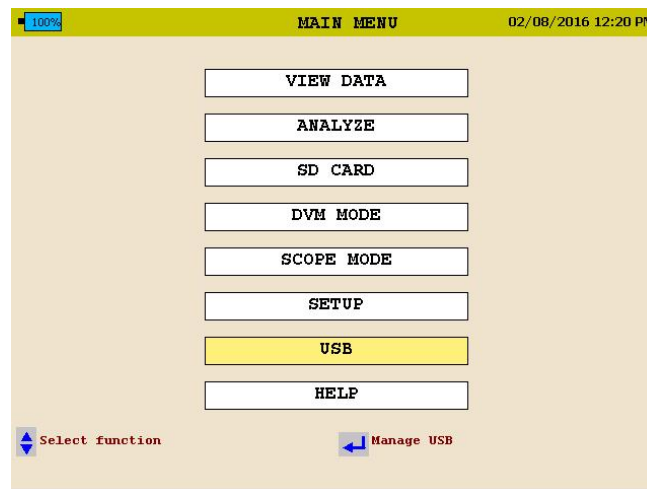 100% MAIN MENU 02/08/2016 12:20 PM
VIEW DATA
ANALYZE
SD CARD
DVM MODE
SCOPE MODE
SETUP
USB
HELP
Select function Manage USB